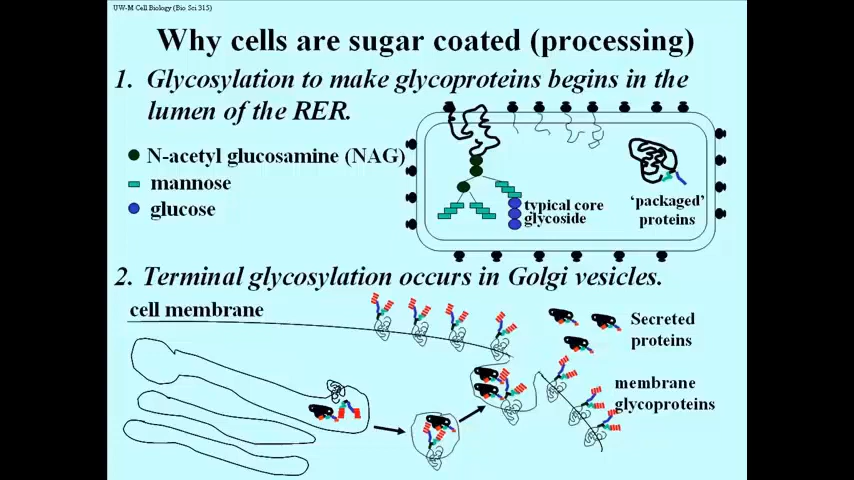 UW-M Cell Biology (Bio Sci 315)
Why cells are sugar coated (processing)
1. Glycosylation to make glycoproteins begins in the
lumen of the RER.
N-acetyl glucosamine (NAG)
mannose
glucose
typical core
glycoside
‘packaged’
proteins
2. Terminal glycosylation occurs in Golgi vesicles.
cell membrane
Secreted
proteins
membrane
glycoproteins